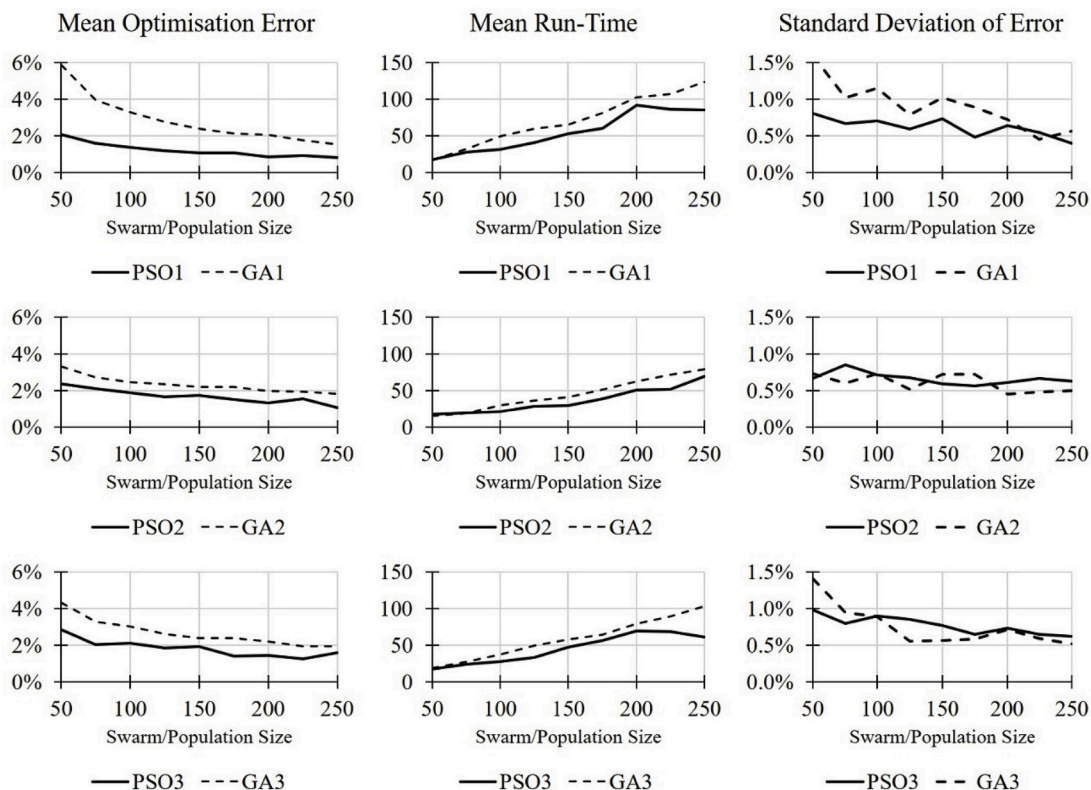 Mean Optimisation Error Mean Run-Time Standard Deviation of Error
6% 150 1.5%
4% 100 1.0%
2% 50 0.5%
0% 0 0.0%
50 100 150 200 250 50 100 150 200 250 50 100 150 200 250
Swarm/Population Size Swarm/Population Size Swarm/Population Size
PSO1 GA1 PSO1 GA1 PSO1 GA1
6% 150 1.5%
4% 100 1.0%
2% 50 0.5%
0% 0 0.0%
50 100 150 200 250 50 100 150 200 250 50 100 150 200 250
Swarm/Population Size Swarm/Population Size Swarm/Population Size
PSO2 GA2 PSO2 GA2 PSO2 GA2
6% 150 1.5%
4% 100 1.0%
2% 50 0.5%
0% 0 0.0%
50 100 150 200 250 50 100 150 200 250 50 100 150 200 250
Swarm/Population Size Swarm/Population Size Swarm/Population Size
PSO3 GA3 PSO3 GA3 PSO3 GA3